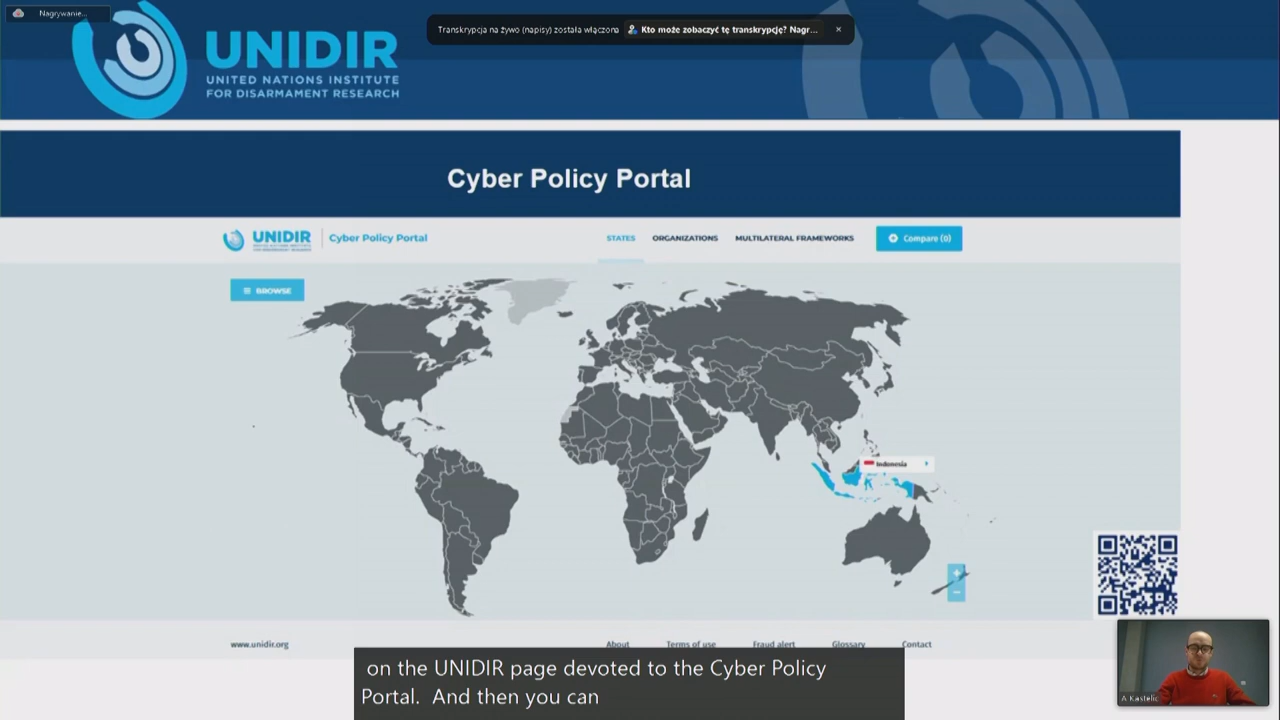 Nagrywanie...
Transkrypcja na żywo (napisy) została włączona Kto może zobaczyć tę transkrypcję? Nagr...
UNIDIR
UNITED NATIONS INSTITUTE
FOR DISARMAMENT RESEARCH
Cyber Policy Portal
UNIDIR Cyber Policy Portal STATES ORGANIZATIONS MULTILATERAL FRAMEWORKS Compare (0)
BROWSE
Indonesia
www.unidir.org About Terms of use Fraud alert Glossary Contact
on the UNIDIR page devoted to the Cyber Policy
Portal. And then you can
A Kastelic